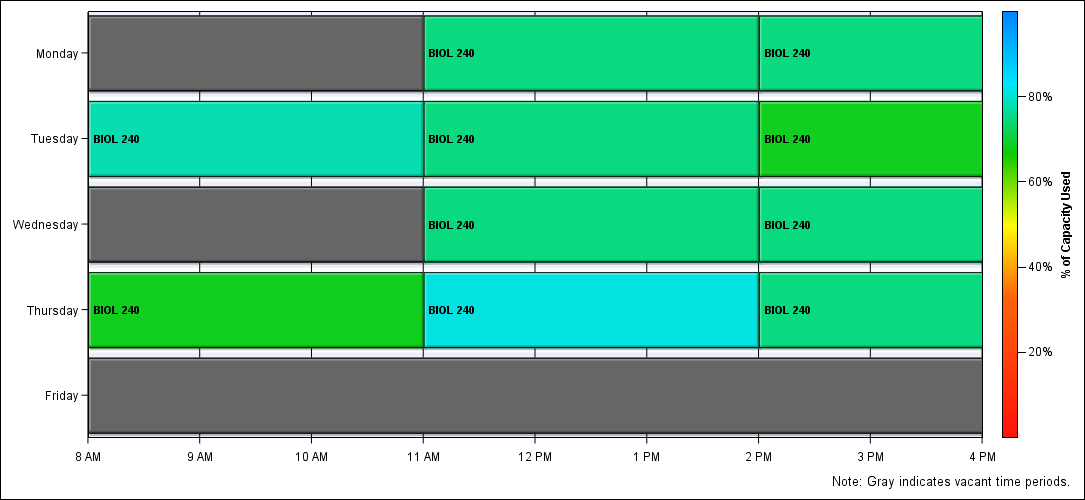 Monday
BIOL 240
BIOL 240
Tuesday
BIOL 240
BIOL 240
BIOL 240
Wednesday
BIOL 240
BIOL 240
Thursday
BIOL 240
BIOL 240
BIOL 240
Friday
8 AM 9 AM 10 AM 11 AM 12 PM 1 PM 2 PM 3 PM 4 PM
80%
60%
40%
20%
% of Capacity Used
Note: Gray indicates vacant time periods.